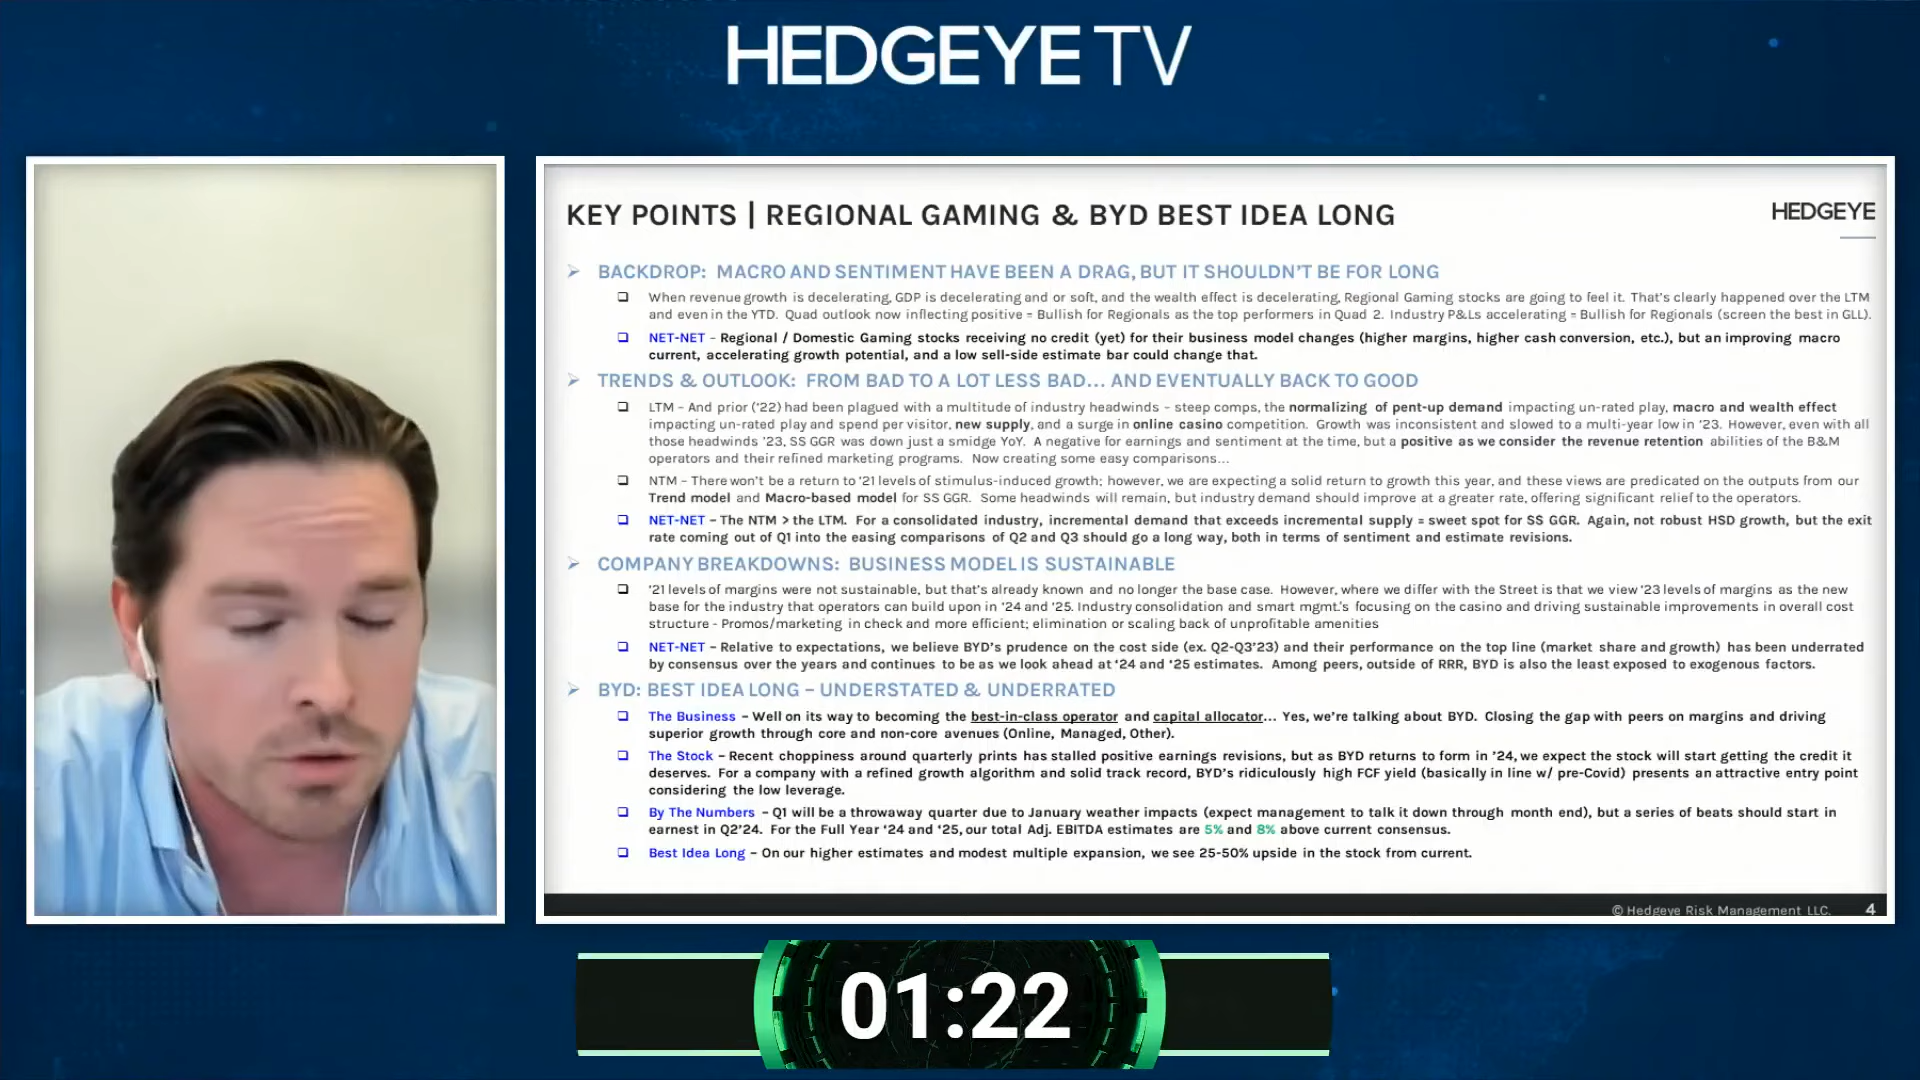 HEDGEYE TV
KEY POINTS | REGIONAL GAMING & BYD BEST IDEA LONG
HEDGEYE
BACKDROP: MACRO AND SENTIMENT HAVE BEEN A DRAG, BUT IT SHOULDN'T BE FOR LONG
When revenue growth is decelerating, GDP is decelerating and or soft, and the wealth effect is decelerating, Regional Gaming stocks are going to feel it. That's clearly happened over the LTM
and even in the YTD. Quad outlook now inflecting positive = Bullish for Regionals as the top performers in Quad 2. Industry P&Ls accelerating = Bullish for Regionals (screen the best in GLL).
NET-NET – Regional / Domestic Gaming stocks receiving no credit (yet) for their business model changes (higher margins, higher cash conversion, etc.), but an improving macro
current, accelerating growth potential, and a low sell-side estimate bar could change that.
TRENDS & OUTLOOK: FROM BAD TO A LOT LESS BAD… AND EVENTUALLY BACK TO GOOD
LTM – And prior ('22) had been plagued with a multitude of industry headwinds – steep comps, the normalizing of pent-up demand impacting un-rated play, macro and wealth effect
impacting un-rated play and spend per visitor, new supply, and a surge in online casino competition. Growth was inconsistent and slowed to a multi-year low in '23. However, even with all
those headwinds '23, SS GGR was down just a smidge YoY. A negative for earnings and sentiment at the time, but a positive as we consider the revenue retention abilities of the B&M
operators and their refined marketing programs. Now creating some easy comparisons…
NTM – There won't be a return to '21 levels of stimulus-induced growth; however, we are expecting a solid return to growth this year, and these views are predicated on the outputs from our
Trend model and Macro-based model for SS GGR. Some headwinds will remain, but industry demand should improve at a greater rate, offering significant relief to the operators.
NET-NET – The NTM > the LTM. For a consolidated industry, incremental demand that exceeds incremental supply = sweet spot for SS GGR. Again, not robust HSD growth, but the exit
rate coming out of Q1 into the easing comparisons of Q2 and Q3 should go a long way, both in terms of sentiment and estimate revisions.
COMPANY BREAKDOWNS: BUSINESS MODEL IS SUSTAINABLE
'21 levels of margins were not sustainable, but that's already known and no longer the base case. However, where we differ with the Street is that we view '23 levels of margins as the new
base for the industry that operators can build upon in '24 and '25. Industry consolidation and smart mgmt.'s focusing on the casino and driving sustainable improvements in overall cost
structure - Promos/marketing in check and more efficient; elimination or scaling back of unprofitable amenities
NET-NET – Relative to expectations, we believe BYD's prudence on the cost side (ex. Q2-Q3'23) and their performance on the top line (market share and growth) has been underrated
by consensus over the years and continues to be as we look ahead at '24 and '25 estimates. Among peers, outside of RRR, BYD is also the least exposed to exogenous factors.
BYD: BEST IDEA LONG – UNDERSTATED & UNDERRATED
The Business – Well on its way to becoming the best-in-class operator and capital allocator… Yes, we're talking about BYD. Closing the gap with peers on margins and driving
superior growth through core and non-core avenues (Online, Managed, Other).
The Stock – Recent choppiness around quarterly prints has stalled positive earnings revisions, but as BYD returns to form in '24, we expect the stock will start getting the credit it
deserves. For a company with a refined growth algorithm and solid track record, BYD's ridiculously high FCF yield (basically in line w/ pre-Covid) presents an attractive entry point
considering the low leverage.
By The Numbers – Q1 will be a throwaway quarter due to January weather impacts (expect management to talk it down through month end), but a series of beats should start in
earnest in Q2'24. For the Full Year '24 and '25, our total Adj. EBITDA estimates are 5% and 8% above current consensus.
Best Idea Long – On our higher estimates and modest multiple expansion, we see 25-50% upside in the stock from current.
© Hedgeye Risk Management LLC. 4
01:22